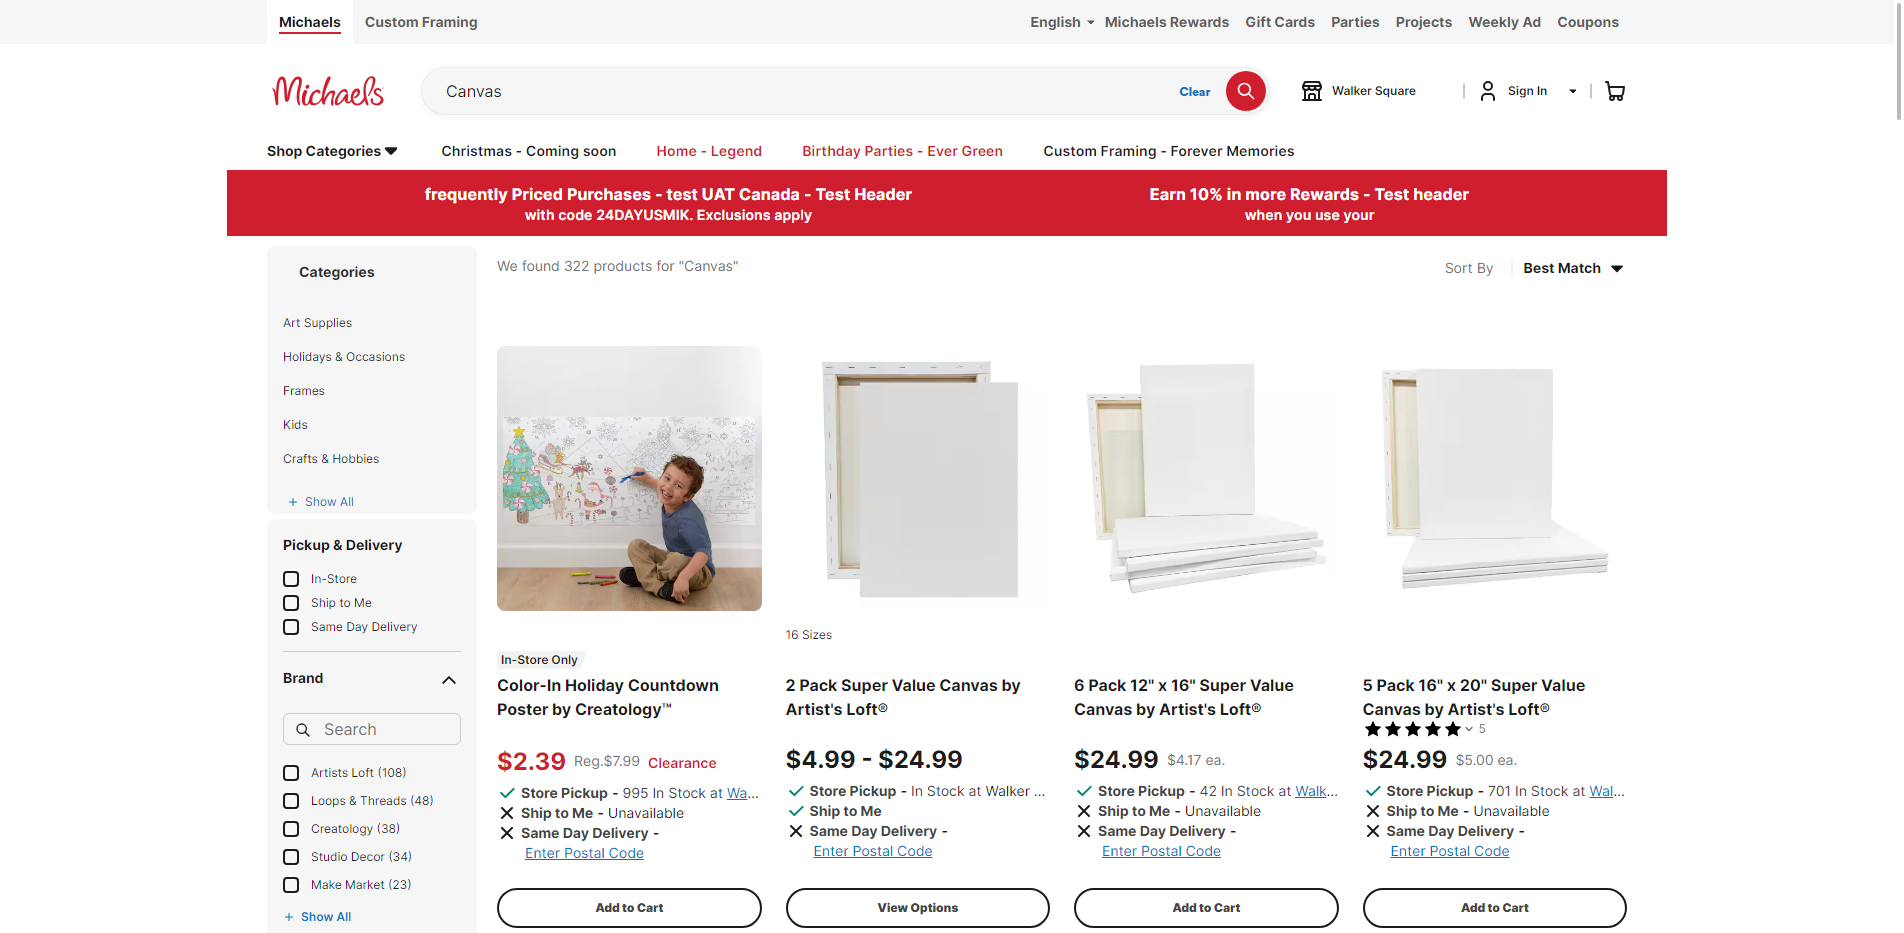 Michaels
Custom Framing
English
Michaels Rewards
Gift Cards
Parties
Projects
Weekly Ad
Coupons
Michaels
Canvas
Clear
Walker Square
Sign In
Shop Categories
Christmas - Coming soon
Home - Legend
Birthday Parties - Ever Green
Custom Framing - Forever Memories
frequently Priced Purchases - test UAT Canada - Test Header
with code 24DAYUSMIK. Exclusions apply
Earn 10% in more Rewards - Test header
when you use your
Categories
Art Supplies
Holidays & Occasions
Frames
Kids
Crafts & Hobbies
+ Show All
Pickup & Delivery
In-Store
Ship to Me
Same Day Delivery
Brand
Search
Artists Loft (108)
Loops & Threads (48)
Creatology (38)
Studio Decor (34)
Make Market (23)
+ Show All
We found 322 products for "Canvas"
Sort By
Best Match
In-Store Only
Color-In Holiday Countdown
Poster by Creatology™
$2.39 Reg.$7.99 Clearance
Store Pickup - 995 In Stock at Wa...
Ship to Me - Unavailable
Same Day Delivery -
Enter Postal Code
Add to Cart
16 Sizes
2 Pack Super Value Canvas by
Artist's Loft®
$4.99 - $24.99
Store Pickup - In Stock at Walker ...
Ship to Me
Same Day Delivery -
Enter Postal Code
View Options
6 Pack 12" x 16" Super Value
Canvas by Artist's Loft®
$24.99 $4.17 ea.
Store Pickup - 42 In Stock at Walk...
Ship to Me - Unavailable
Same Day Delivery -
Enter Postal Code
Add to Cart
5 Pack 16" x 20" Super Value
Canvas by Artist's Loft®
5
$24.99 $5.00 ea.
Store Pickup - 701 In Stock at Wal...
Ship to Me - Unavailable
Same Day Delivery -
Enter Postal Code
Add to Cart